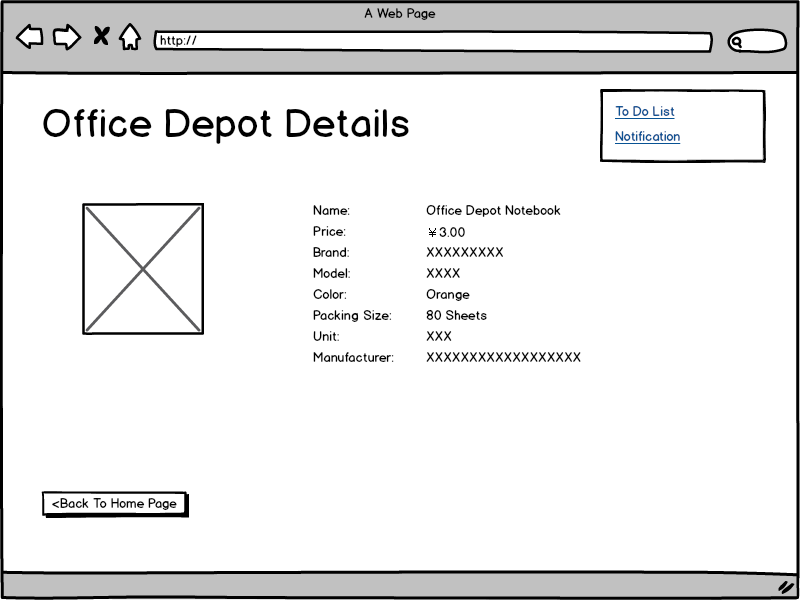 A Web Page
http://
Office Depot Details
To Do List
Notification
Name: Office Depot Notebook
Price: ¥3.00
Brand: XXXXXXXXX
Model: XXXX
Color: Orange
Packing Size: 80 Sheets
Unit: XXX
Manufacturer: XXXXXXXXXXXXXXXXXX
<Back To Home Page